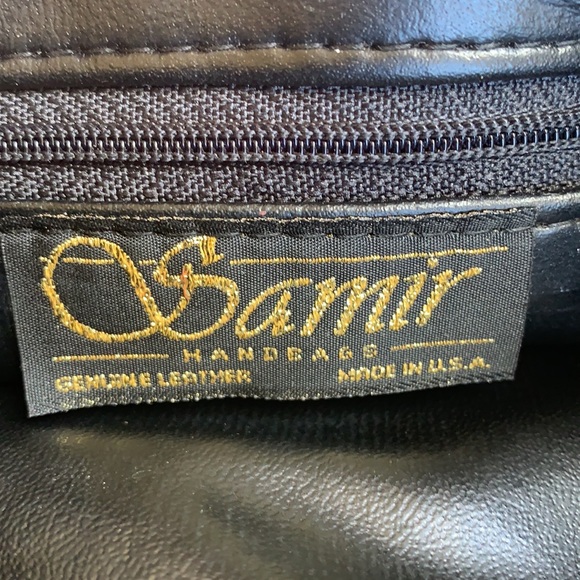 Samir
HANDBAGS
GENUINE LEATHER MADE IN U.S.A.